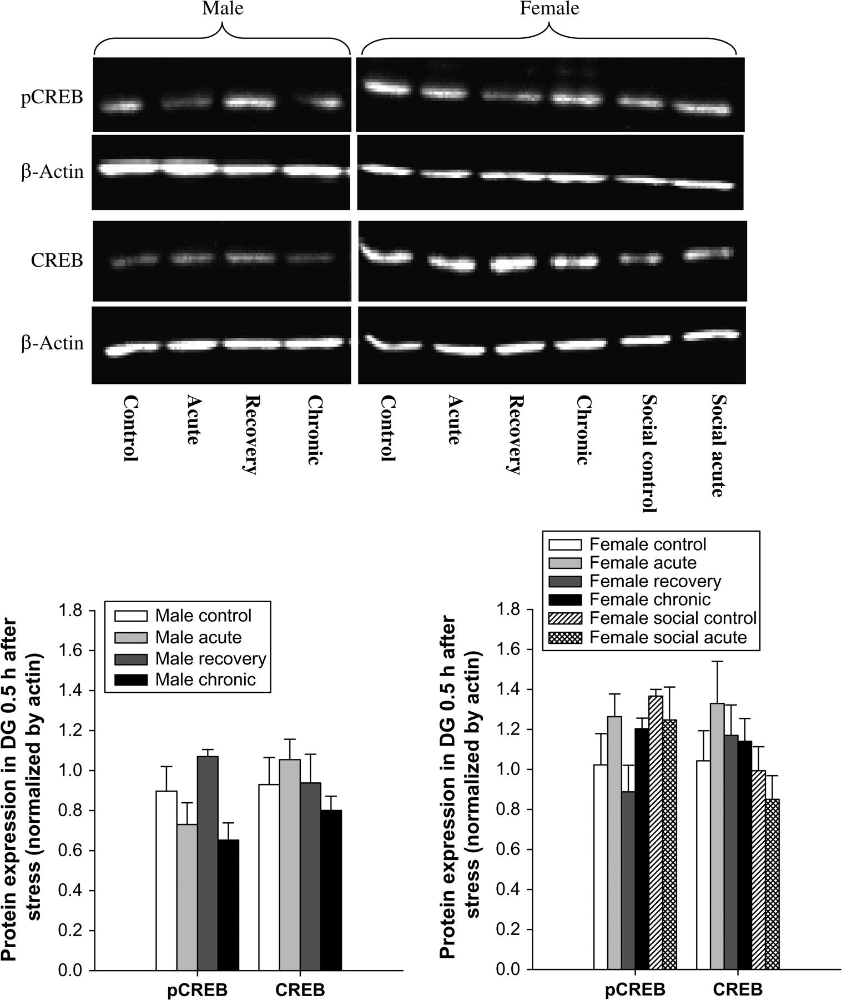 Male
Female
pCREB
β-Actin
CREB
β-Actin
Control
Acute
Recovery
Chronic
Control
Acute
Recovery
Chronic
Social control
Social acute
Protein expression in DG 0.5 h after
stress (normalized by actin)
1.8
1.6
1.4
1.2
1.0
0.8
0.6
0.4
0.2
0.0
Male control
Male acute
Male recovery
Male chronic
pCREB
CREB
Protein expression in DG 0.5 h after
stress (normalized by actin)
1.8
1.6
1.4
1.2
1.0
0.8
0.6
0.4
0.2
0.0
Female control
Female acute
Female recovery
Female chronic
Female social control
Female social acute
pCREB
CREB